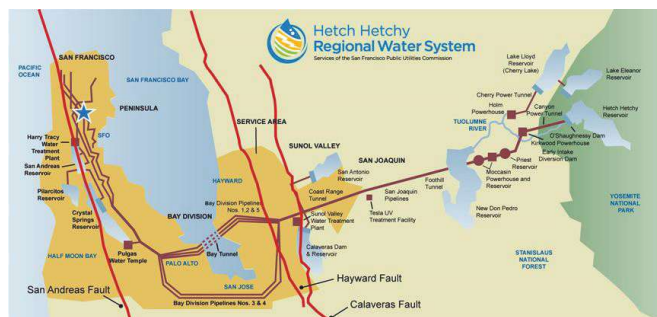 Hetch Hetchy
Regional Water System
Services of the San Francisco Public Utilities Commission
SAN FRANCISCO
PACIFIC
OCEAN
SAN FRANCISCO BAY
PENINSULA
SFO
Harry Tracy
Water
Treatment
Plant
San Andreas
Reservoir
Pilarcitos
Reservoir
Crystal
Springs
Reservoir
HALF MOON BAY
San Andreas Fault
Pulgas
Water Temple
PALO ALTO
BAY DIVISION
Bay Division Pipelines
Nos. 1,2 & 5
Bay Tunnel
SAN JOSE
Bay Division Pipelines Nos. 3 & 4
HAYWARD
SERVICE AREA
SUNOL VALLEY
San Antonio
Reservoir
Coast Range
Tunnel
Sunol Valley
Water Treatment
Plant
Calaveras Dam
& Reservoir
Hayward Fault
Calaveras Fault
SAN JOAQUIN
San Joaquin
Pipelines
Tesla UV
Treatment Facility
Foothill
Tunnel
New Don Pedro
Reservoir
Moccasin
Powerhouse and
Reservoir
Priest
Reservoir
TUOLUMNE
RIVER
Holm
Powerhouse
Cherry Power Tunnel
Lake Lloyd
Reservoir
(Cherry Lake)
Lake Eleanor
Reservoir
Canyon
Power Tunnel
Hetch Hetchy
Reservoir
O'Shaughnessy Dam
Kirkwood Powerhouse
Early Intake
Diversion Dam
YOSEMITE
NATIONAL
PARK
STANISLAUS
NATIONAL
FOREST